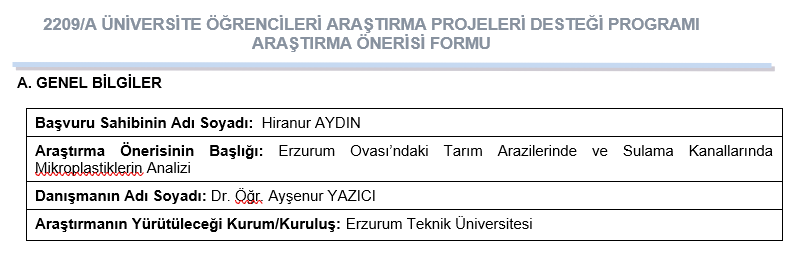 2209/A ÜNİVERSİTE ÖĞRENCİLERİ ARAŞTIRMA PROJELERİ DESTEĞİ PROGRAMI
ARAŞTIRMA ÖNERİSİ FORMU
A. GENEL BİLGİLER
Başvuru Sahibinin Adı Soyadı: Hiranur AYDIN
Araştırma Önerisinin Başlığı: Erzurum Ovası'ndaki Tarım Arazilerinde ve Sulama Kanallarında
Mikroplastiklerin Analizi
Danışmanın Adı Soyadı: Dr. Öğr. Ayşenur YAZICI
Araştırmanın Yürütüleceği Kurum/Kuruluş: Erzurum Teknik Üniversitesi